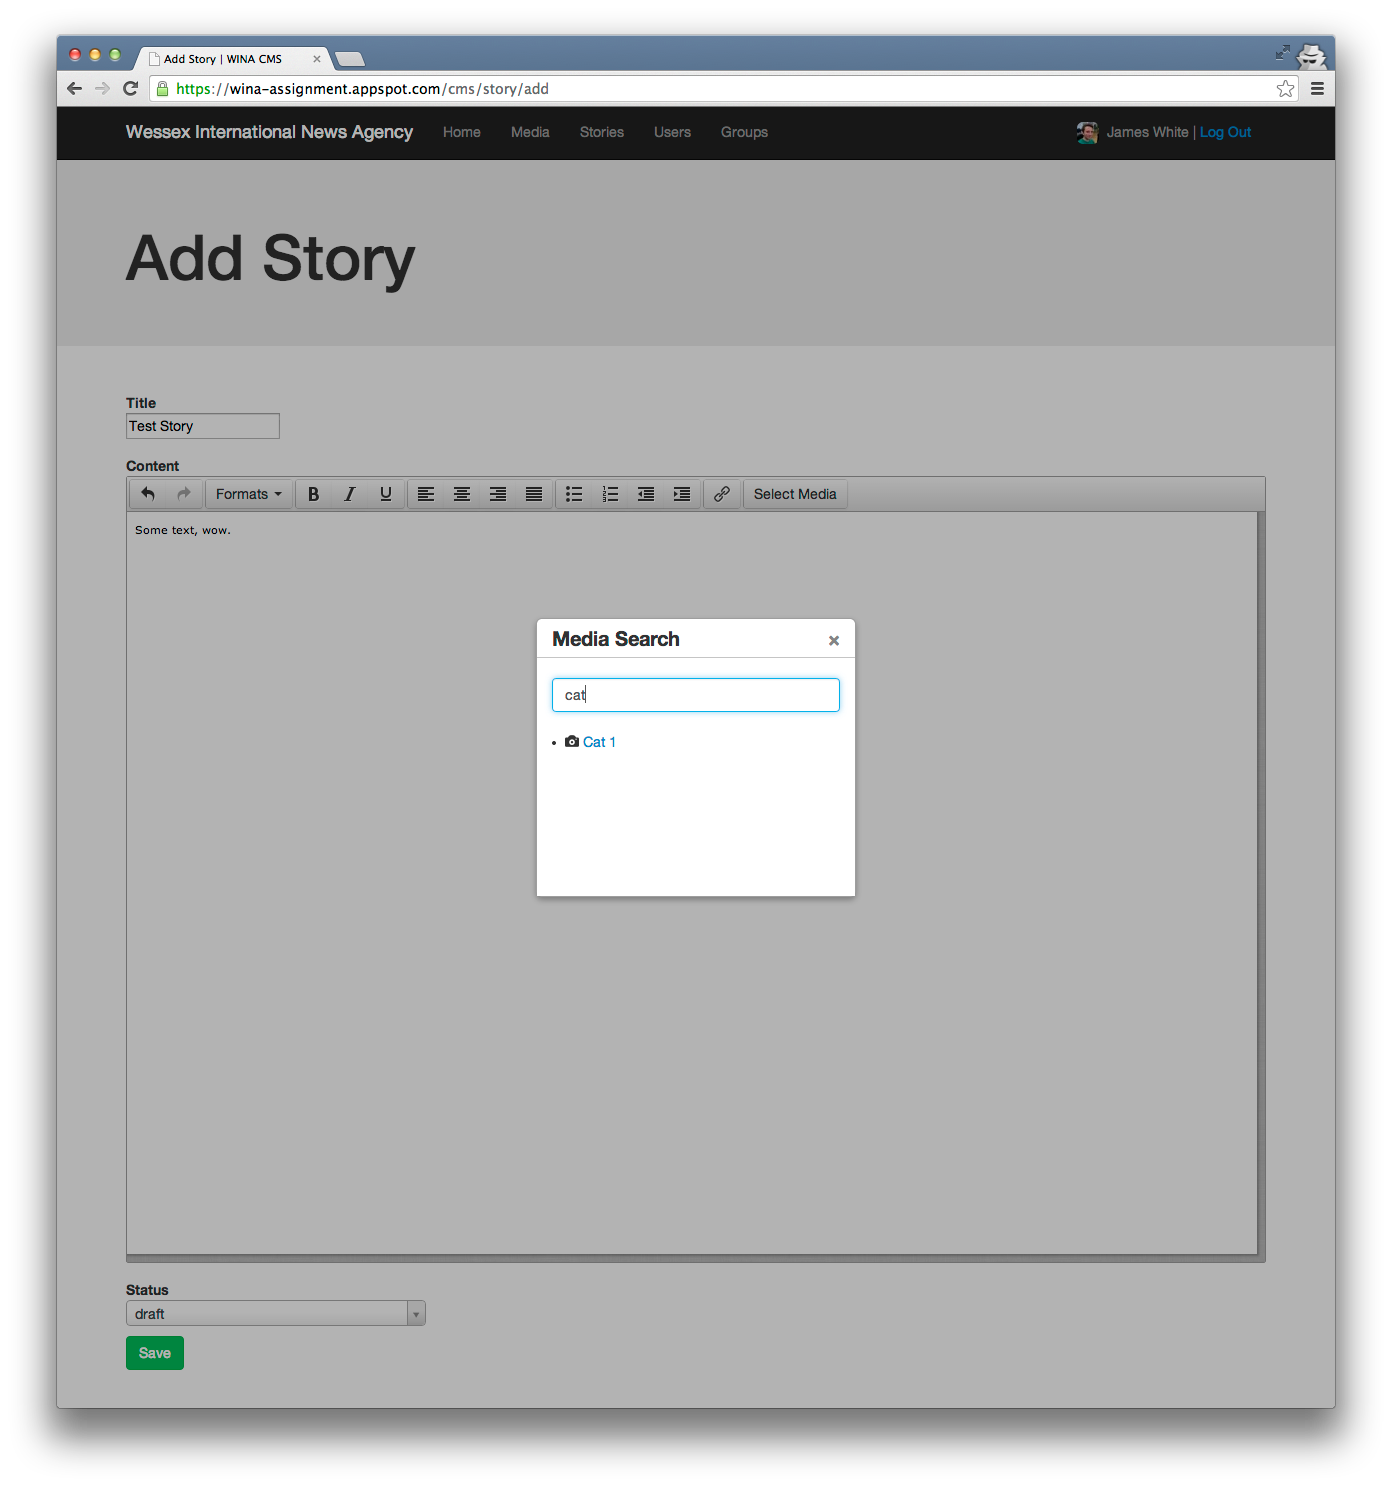 Add Story | WINA CMS
https://wina-assignment.appspot.com/cms/story/add
Wessex International News Agency Home Media Stories Users Groups James White | Log Out
Add Story
Title
Test Story
Content
Formats B I U Select Media
Some text, wow.
Media Search
cat
Cat 1
Status
draft
Save